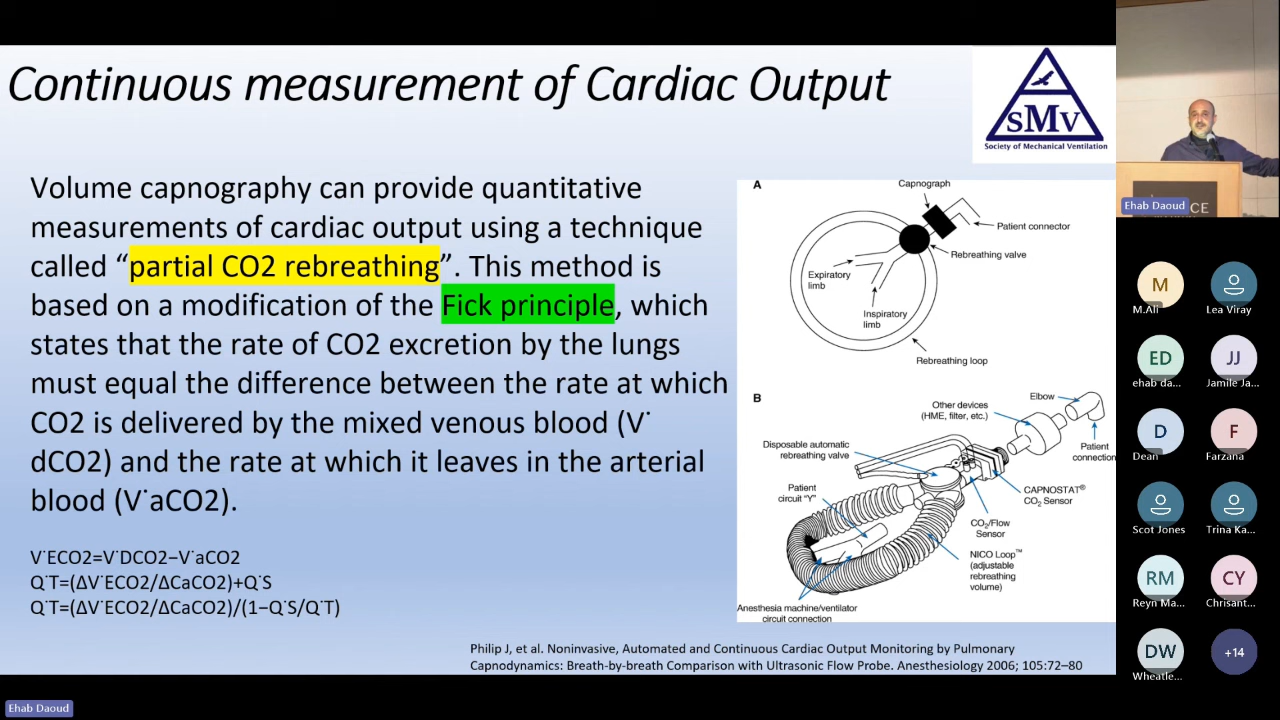 Continuous measurement of Cardiac Output
sMv
Society of Mechanical Ventilation
Volume capnography can provide quantitative
measurements of cardiac output using a technique
called “partial CO2 rebreathing”. This method is
based on a modification of the Fick principle, which
states that the rate of CO2 excretion by the lungs
must equal the difference between the rate at which
CO2 is delivered by the mixed venous blood (V˙
dCO2) and the rate at which it leaves in the arterial
blood (V˙aCO2).
V˙ECO2=V˙DCO2−V˙aCO2
Q˙T=(ΔV˙ECO2/ΔCaCO2)+Q˙S
Q˙T=(ΔV˙ECO2/ΔCaCO2)/(1−Q˙S/Q˙T)
A
Capnograph
Patient connector
Rebreathing valve
Expiratory
limb
Inspiratory
limb
Rebreathing loop
B
Elbow
Other devices
(HME, filter, etc.)
Disposable automatic
rebreathing valve
Patient
connection
Patient
circuit “Y”
CAPNOSTAT®
CO2 Sensor
CO2/Flow
Sensor
NICO Loop™
(adjustable
rebreathing
volume)
Anesthesia machine/ventilator
circuit connection
Philip J, et al. Noninvasive, Automated and Continuous Cardiac Output Monitoring by Pulmonary
Capnodynamics: Breath-by-breath Comparison with Ultrasonic Flow Probe. Anesthesiology 2006; 105:72–80
Ehab Daoud
CE
M
M.Ali
Lea Viray
ED
ehab da...
JJ
Jamile Ja...
D
Dean
F
Farzana
Scot Jones
Trina Ka...
RM
Reyn Ma...
CY
Chrisant...
DW
Wheatle...
+14
Ehab Daoud